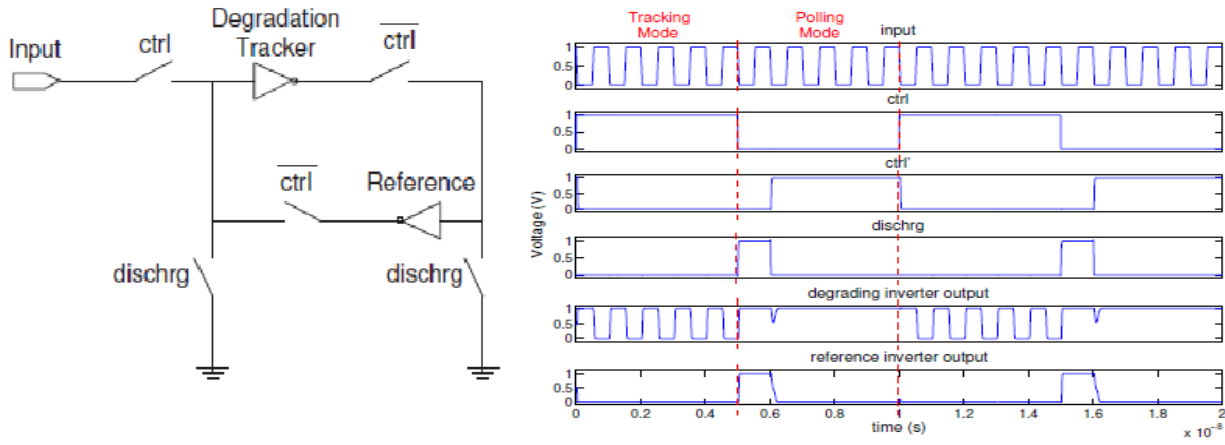 Input
ctrl
Degradation
Tracker
ctrl
ctrl
Reference
dischrg
dischrg
Tracking
Mode
Polling
Mode
input
1
0.5
0
ctrl
1
0.5
0
ctrl'
1
0.5
0
Voltage (V)
dischrg
1
0.5
0
degrading inverter output
1
0.5
0
reference inverter output
1
0.5
0
0 0.2 0.4 0.6 0.8 1 1.2 1.4 1.6 1.8 2
time (s)
x 10⁻⁸